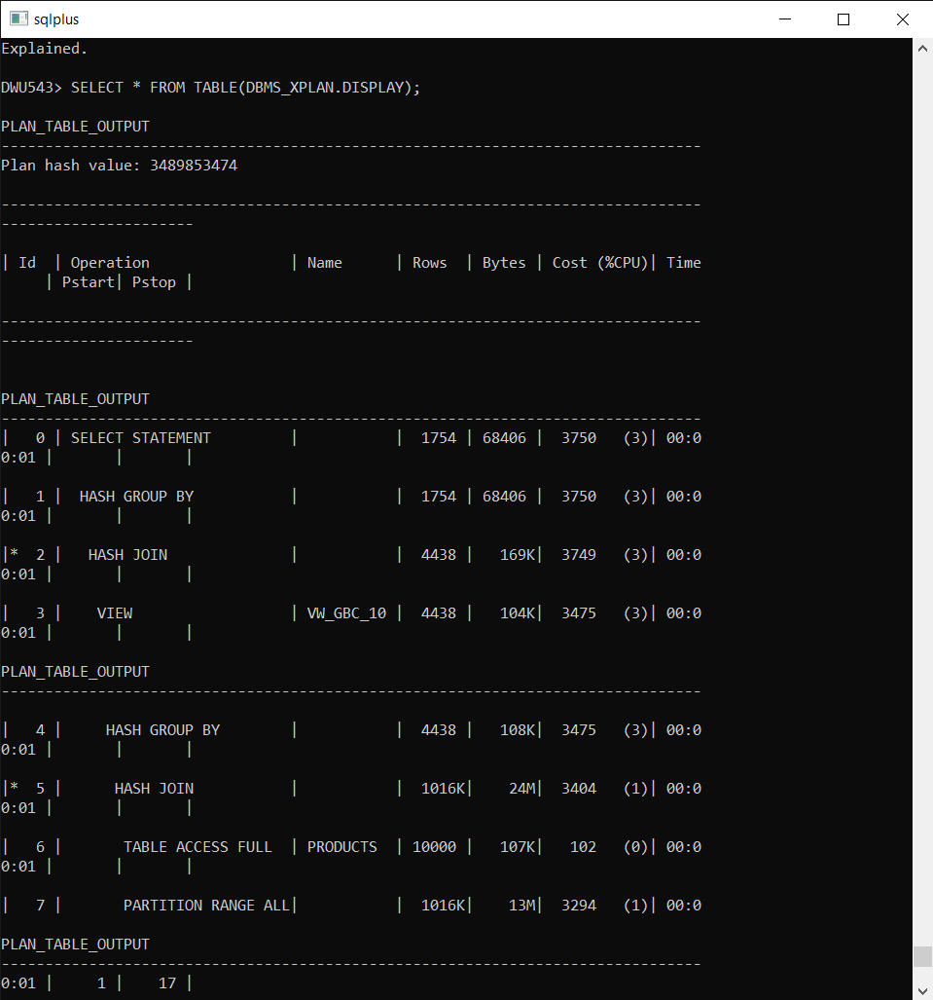 sqlplus
Explained.
DWU543> SELECT * FROM TABLE(DBMS_XPLAN.DISPLAY);
PLAN_TABLE_OUTPUT
--------------------------------------------------------------------------------
Plan hash value: 3489853474
--------------------------------------------------------------------------------
----------------------
| Id  | Operation                | Name      | Rows  | Bytes | Cost (%CPU)| Time
     | Pstart| Pstop |
--------------------------------------------------------------------------------
----------------------
PLAN_TABLE_OUTPUT
--------------------------------------------------------------------------------
|   0 | SELECT STATEMENT         |           |  1754 | 68406 |  3750   (3)| 00:0
0:01 |       |       |
|   1 |  HASH GROUP BY           |           |  1754 | 68406 |  3750   (3)| 00:0
0:01 |       |       |
|*  2 |   HASH JOIN              |           |  4438 |   169K|  3749   (3)| 00:0
0:01 |       |       |
|   3 |    VIEW                  | VW_GBC_10 |  4438 |   104K|  3475   (3)| 00:0
0:01 |       |       |
PLAN_TABLE_OUTPUT
--------------------------------------------------------------------------------
|   4 |     HASH GROUP BY        |           |  4438 |   108K|  3475   (3)| 00:0
0:01 |       |       |
|*  5 |      HASH JOIN           |           |  1016K|    24M|  3404   (1)| 00:0
0:01 |       |       |
|   6 |       TABLE ACCESS FULL  | PRODUCTS  | 10000 |   107K|   102   (0)| 00:0
0:01 |       |       |
|   7 |       PARTITION RANGE ALL|           |  1016K|    13M|  3294   (1)| 00:0
PLAN_TABLE_OUTPUT
--------------------------------------------------------------------------------
0:01 |     1 |    17 |